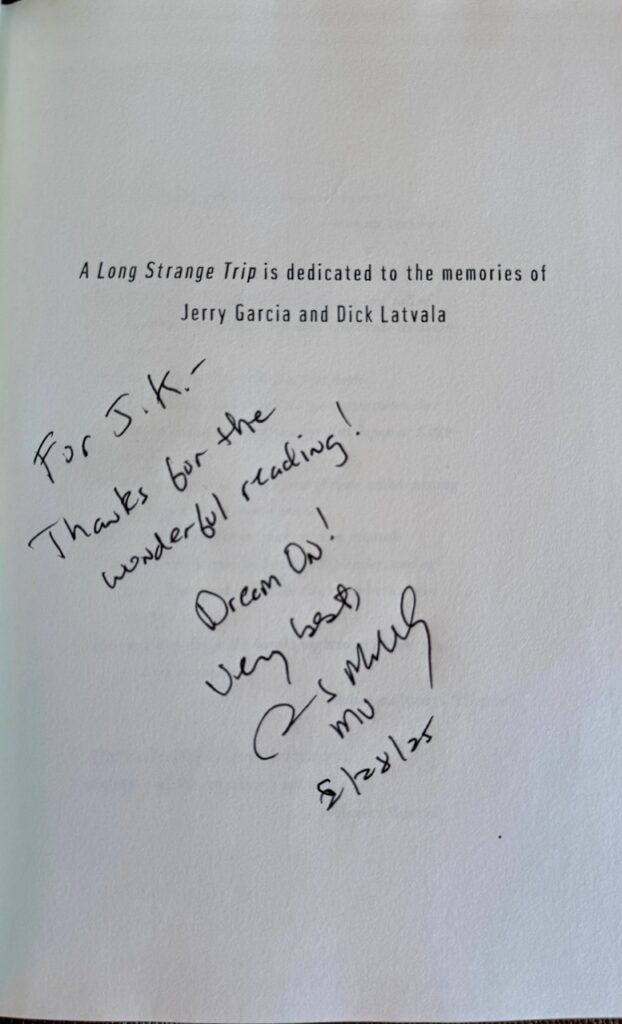 A Long Strange Trip is dedicated to the memories of
Jerry Garcia and Dick Latvala
For J.K.-
Thanks for the
wonderful reading!
Dream On!
Very best,
MV
8/28/25